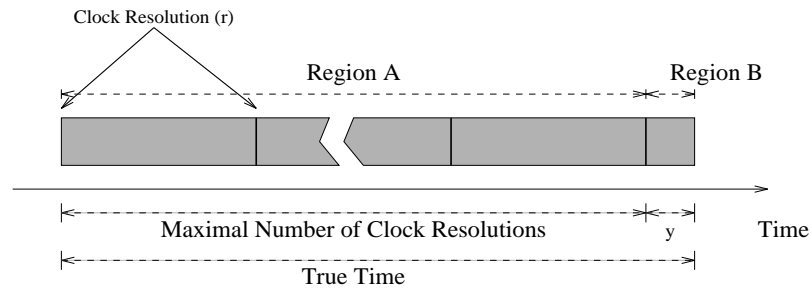 Clock Resolution (r)
Region A
Region B
Maximal Number of Clock Resolutions
y
Time
True Time